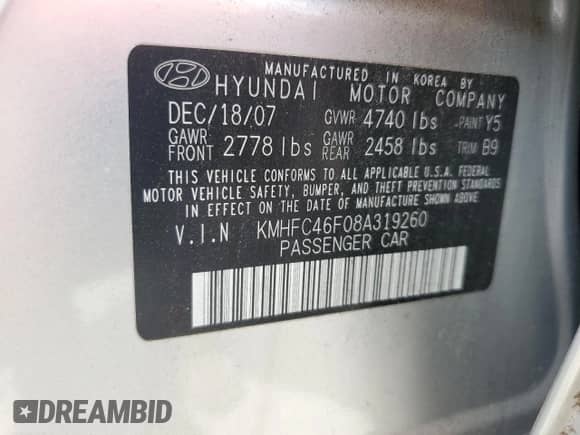 MANUFACTURED IN KOREA BY
HYUNDAI MOTOR COMPANY
DEC/18/07 GVWR 4740 lbs PAINT Y5
GAWR FRONT 2778 lbs GAWR REAR 2458 lbs TRIM B9
THIS VEHICLE CONFORMS TO ALL APPLICABLE U.S.A. FEDERAL
MOTOR VEHICLE SAFETY, BUMPER, AND THEFT PREVENTION STANDARDS
IN EFFECT ON THE DATE OF MANUFACTURE SHOWN ABOVE.
V.I.N KMHFC46F08A319260
PASSENGER CAR
DREAMBID